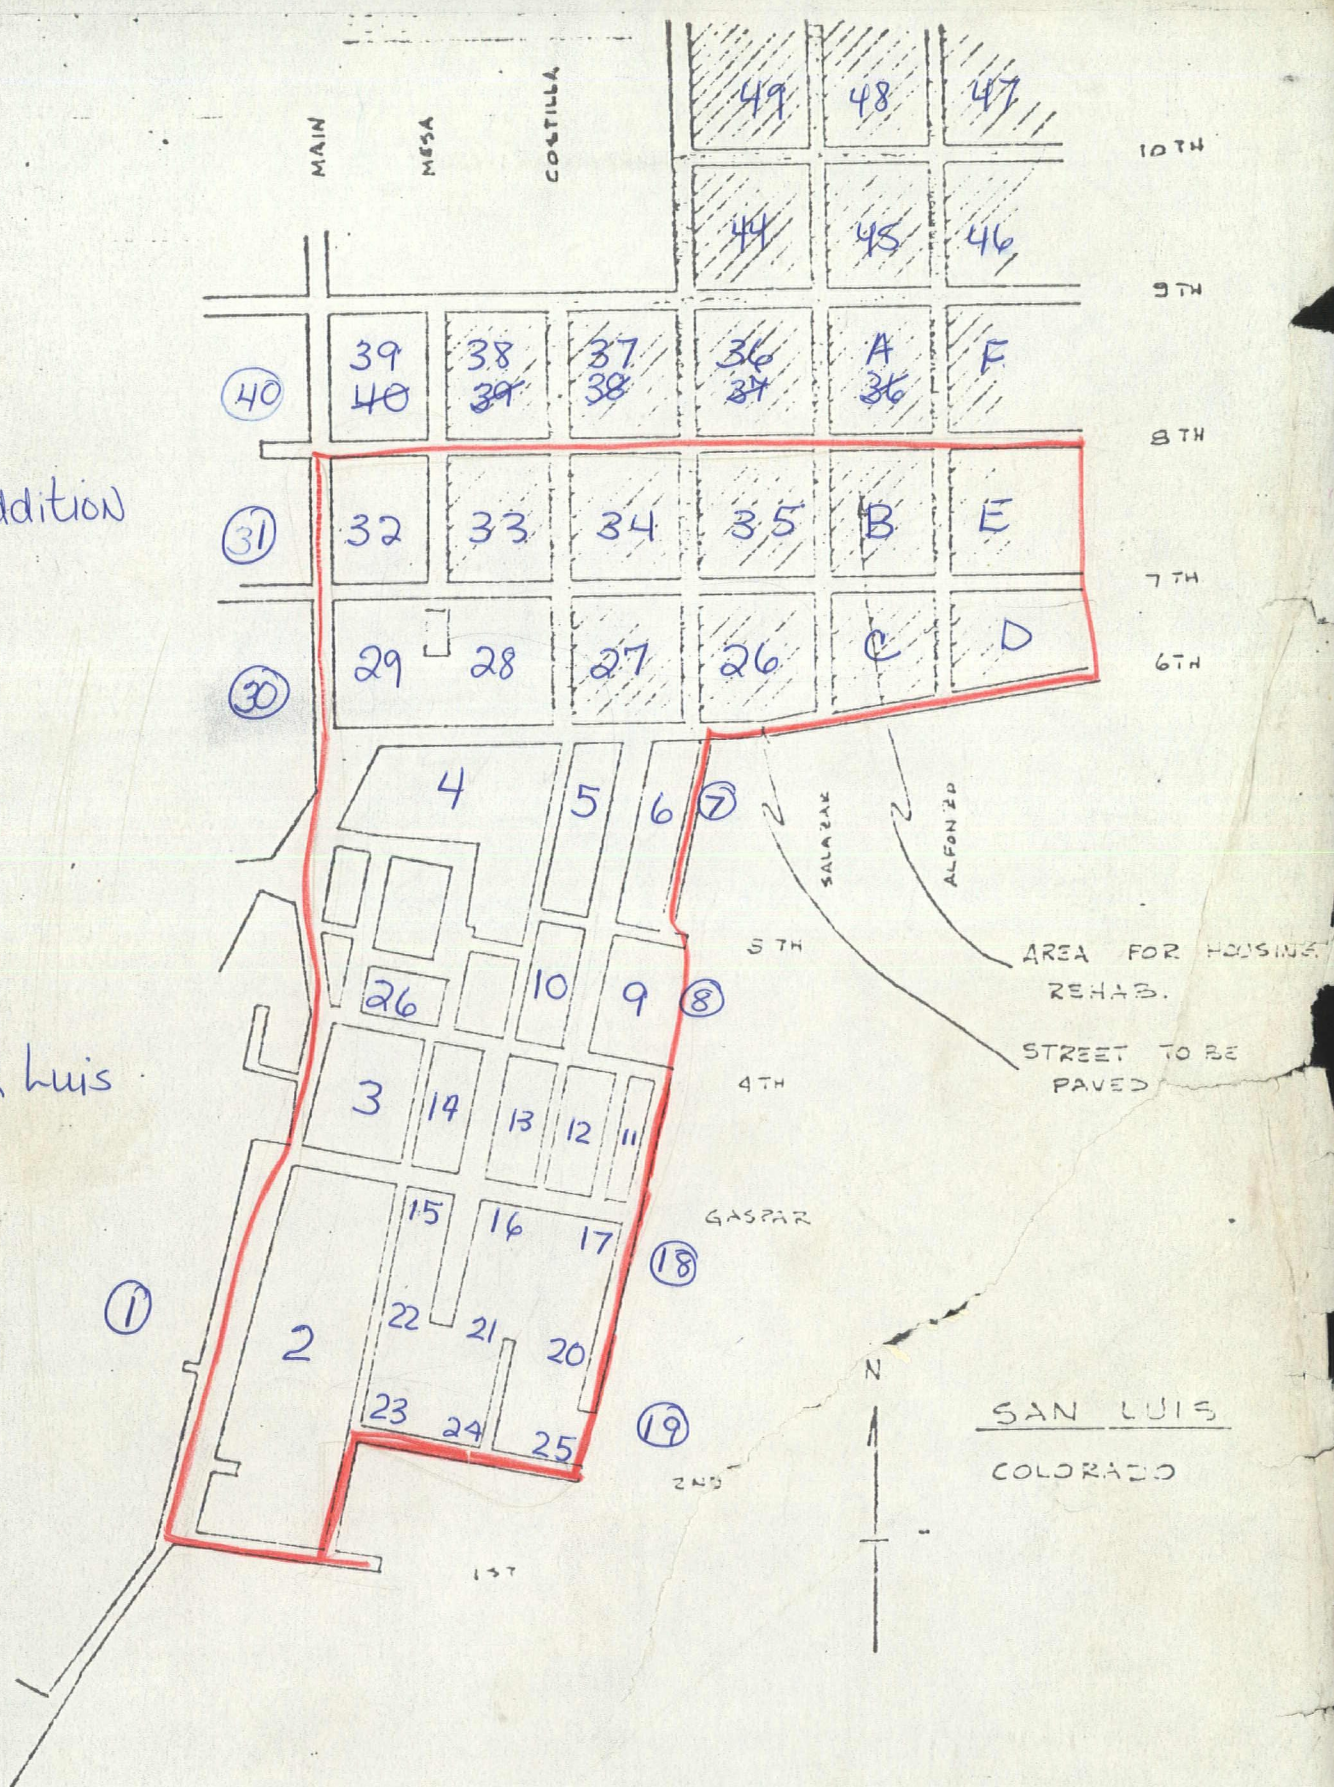 MAIN
MESA
COSTILLA
49 48 47
10TH
44 45 46
9TH
39 38 37 36 A F
40 40 39 38 37 36
8TH
ddition
31 32 33 34 35 B E
7TH
30 29 28 27 26 C D
6TH
4 5 6 7
SALAZAR
ALFONZO
5TH
AREA FOR HOUSING
REHAB.
26 10 9 8
STREET TO BE
PAVED
Luis
3 14 13 12 11
4TH
15 16 17
GASPAR
18
1 2 22 21 20
23 24 25 19
2ND
N
SAN LUIS
COLORADO
1ST